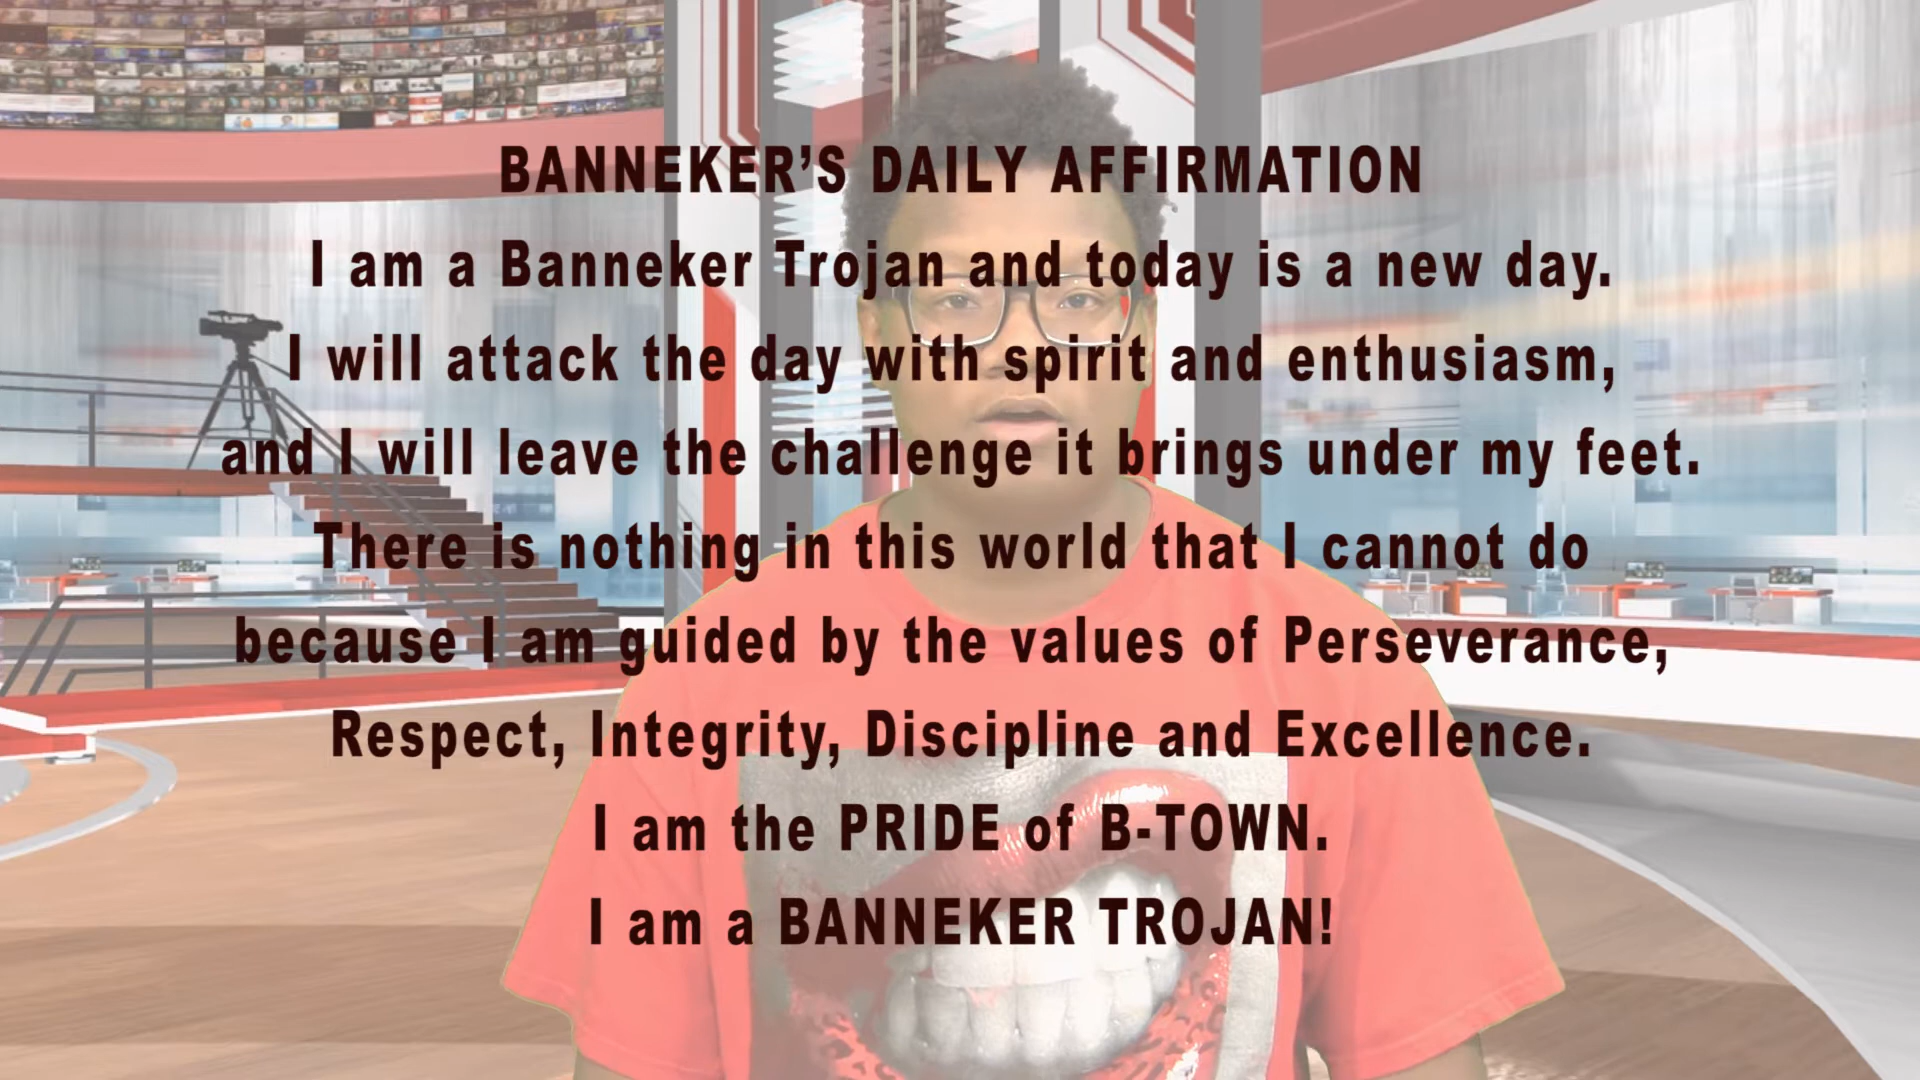 BANNEKER’S DAILY AFFIRMATION
I am a Banneker Trojan and today is a new day.
I will attack the day with spirit and enthusiasm,
and I will leave the challenge it brings under my feet.
There is nothing in this world that I cannot do
because I am guided by the values of Perseverance,
Respect, Integrity, Discipline and Excellence.
I am the PRIDE of B-TOWN.
I am a BANNEKER TROJAN!